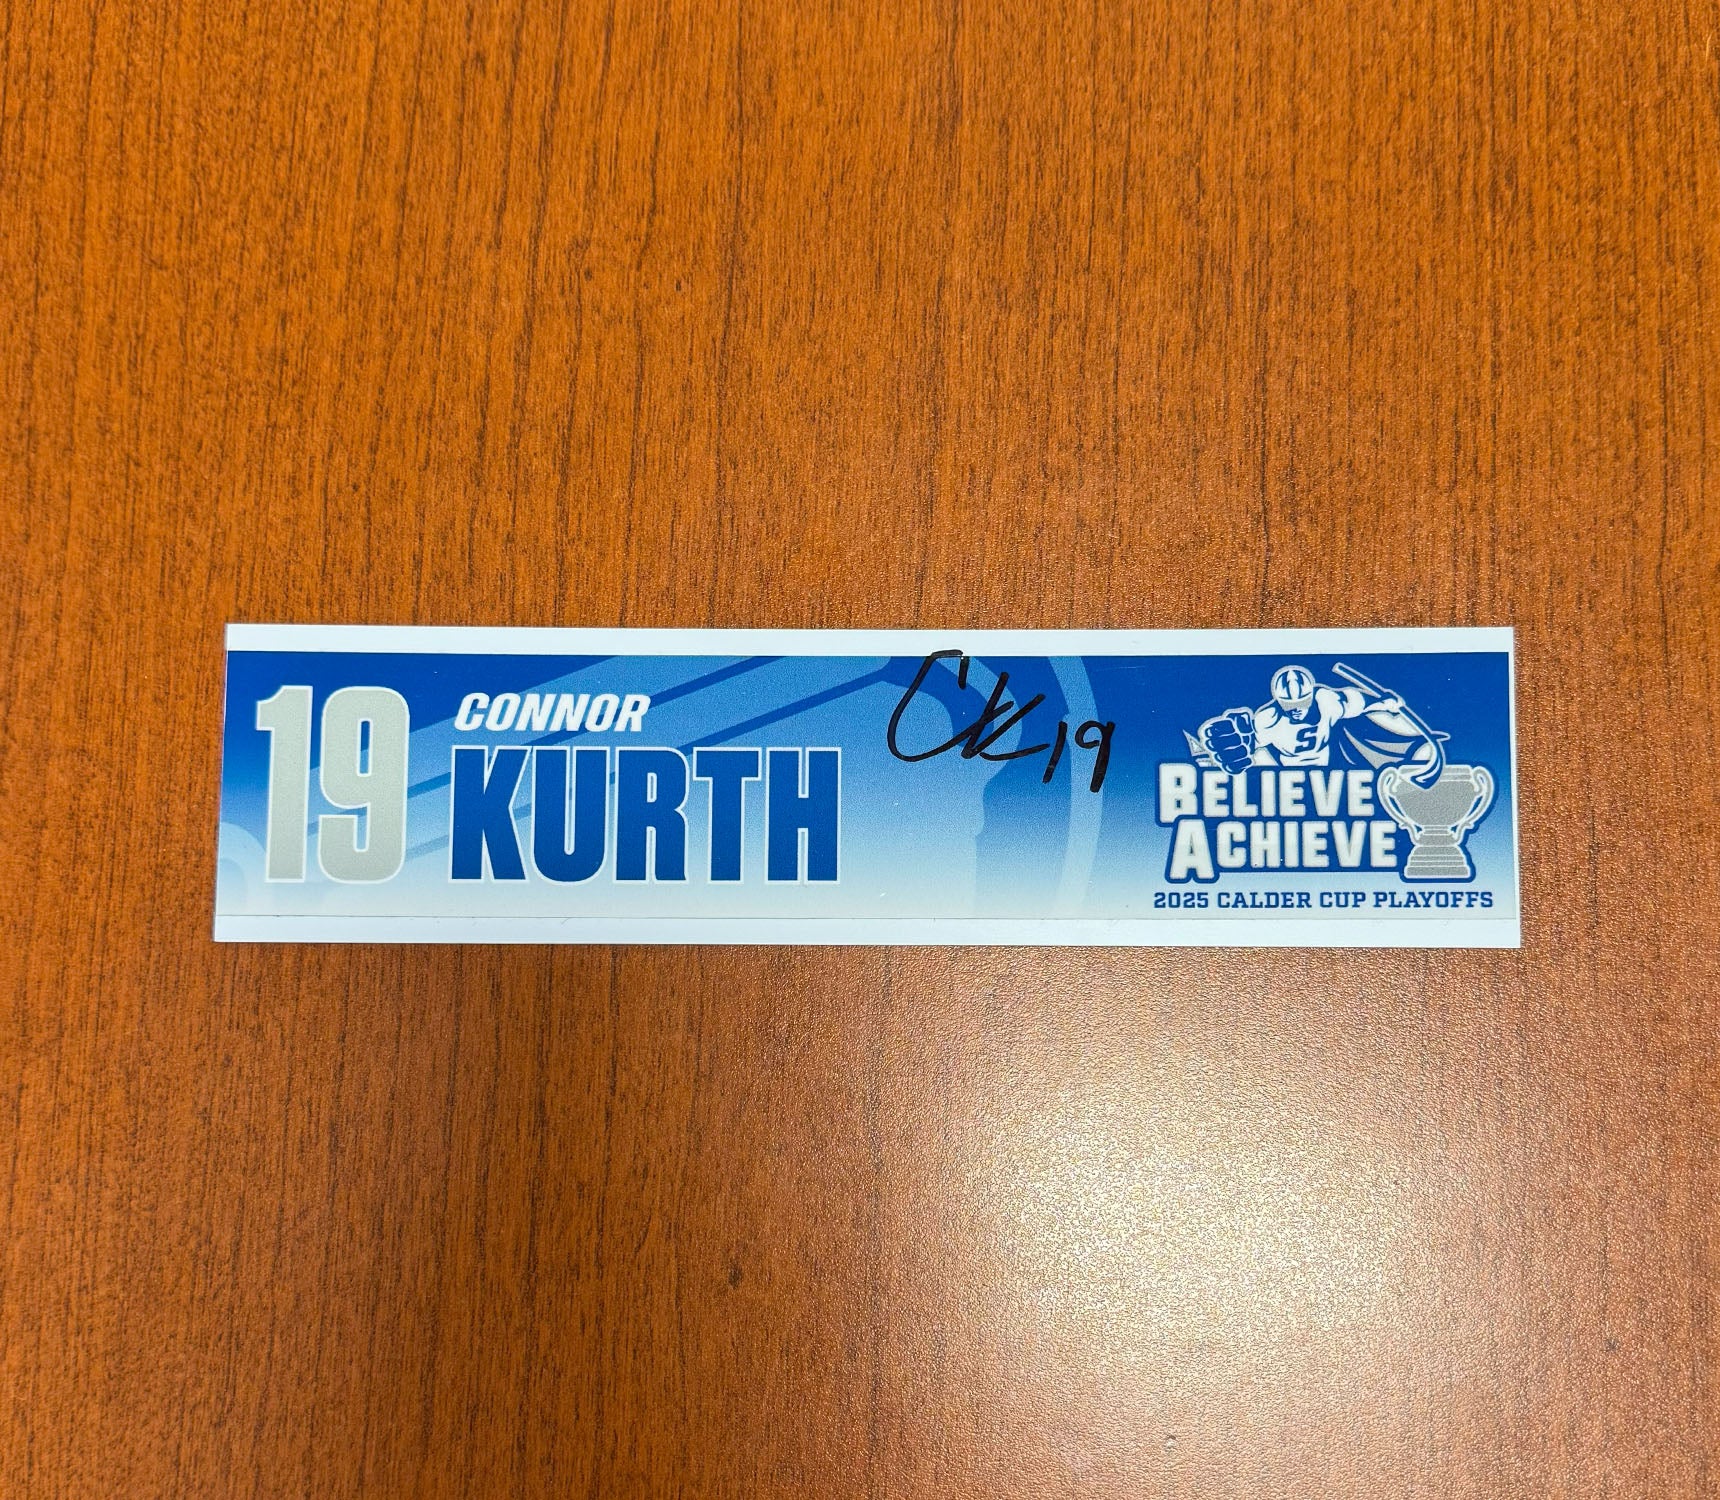 19
CONNOR
KURTH
CK 19
S
BELIEVE
ACHIEVE
2025 CALDER CUP PLAYOFFS